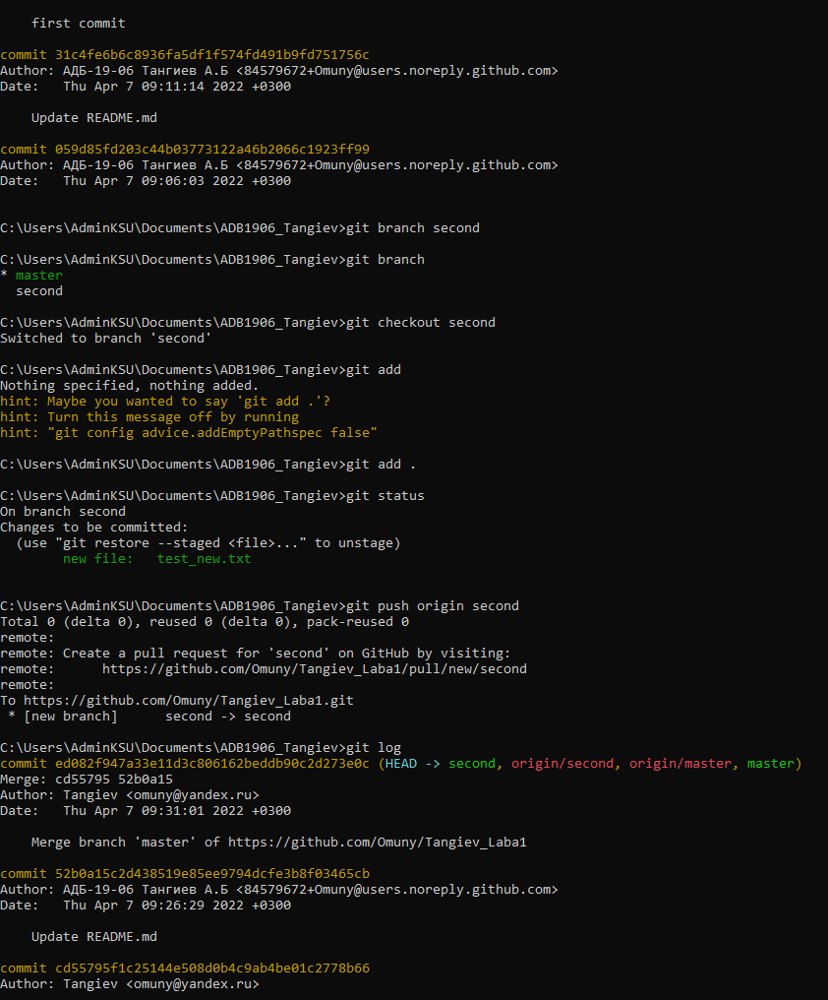 first commit
commit 31c4fe6b6c8936fa5df1f574fd491b9fd751756c
Author: АДБ-19-06 Тангиев А.Б <84579672+Omuny@users.noreply.github.com>
Date:   Thu Apr 7 09:11:14 2022 +0300
Update README.md
commit 059d85fd203c44b03773122a46b2066c1923ff99
Author: АДБ-19-06 Тангиев А.Б <84579672+Omuny@users.noreply.github.com>
Date:   Thu Apr 7 09:06:03 2022 +0300
C:\Users\AdminKSU\Documents\ADB1906_Tangiev>git branch second
C:\Users\AdminKSU\Documents\ADB1906_Tangiev>git branch
* master
  second
C:\Users\AdminKSU\Documents\ADB1906_Tangiev>git checkout second
Switched to branch 'second'
C:\Users\AdminKSU\Documents\ADB1906_Tangiev>git add
Nothing specified, nothing added.
hint: Maybe you wanted to say 'git add .'?
hint: Turn this message off by running
hint: "git config advice.addEmptyPathspec false"
C:\Users\AdminKSU\Documents\ADB1906_Tangiev>git add .
C:\Users\AdminKSU\Documents\ADB1906_Tangiev>git status
On branch second
Changes to be committed:
  (use "git restore --staged <file>..." to unstage)
        new file:   test_new.txt
C:\Users\AdminKSU\Documents\ADB1906_Tangiev>git push origin second
Total 0 (delta 0), reused 0 (delta 0), pack-reused 0
remote:
remote: Create a pull request for 'second' on GitHub by visiting:
remote:      https://github.com/Omuny/Tangiev_Laba1/pull/new/second
remote:
To https://github.com/Omuny/Tangiev_Laba1.git
 * [new branch]      second -> second
C:\Users\AdminKSU\Documents\ADB1906_Tangiev>git log
commit ed082f947a33e11d3c806162beddb90c2d273e0c (HEAD -> second, origin/second, origin/master, master)
Merge: cd55795 52b0a15
Author: Tangiev <omuny@yandex.ru>
Date:   Thu Apr 7 09:31:01 2022 +0300
    Merge branch 'master' of https://github.com/Omuny/Tangiev_Laba1
commit 52b0a15c2d438519e85ee9794dcfe3b8f03465cb
Author: АДБ-19-06 Тангиев А.Б <84579672+Omuny@users.noreply.github.com>
Date:   Thu Apr 7 09:26:29 2022 +0300
    Update README.md
commit cd55795f1c25144e508d0b4c9ab4be01c2778b66
Author: Tangiev <omuny@yandex.ru>